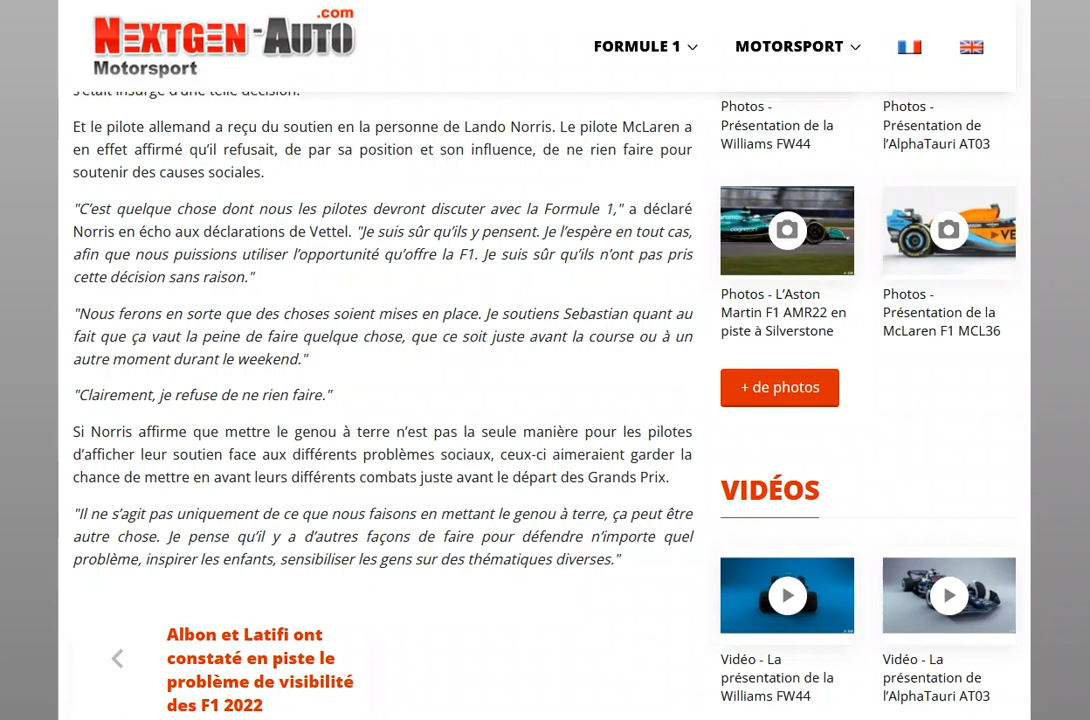 NEXTGEN-AUTO
.com
Motorsport
FORMULE 1
MOTORSPORT
s'était insurgé d'une telle décision.
Et le pilote allemand a reçu du soutien en la personne de Lando Norris. Le pilote McLaren a
en effet affirmé qu’il refusait, de par sa position et son influence, de ne rien faire pour
soutenir des causes sociales.
"C’est quelque chose dont nous les pilotes devront discuter avec la Formule 1," a déclaré
Norris en écho aux déclarations de Vettel. "Je suis sûr qu’ils y pensent. Je l’espère en tout cas,
afin que nous puissions utiliser l’opportunité qu’offre la F1. Je suis sûr qu’ils n’ont pas pris
cette décision sans raison."
"Nous ferons en sorte que des choses soient mises en place. Je soutiens Sebastian quant au
fait que ça vaut la peine de faire quelque chose, que ce soit juste avant la course ou à un
autre moment durant le weekend."
"Clairement, je refuse de ne rien faire."
Si Norris affirme que mettre le genou à terre n’est pas la seule manière pour les pilotes
d’afficher leur soutien face aux différents problèmes sociaux, ceux-ci aimeraient garder la
chance de mettre en avant leurs différents combats juste avant le départ des Grands Prix.
"Il ne s’agit pas uniquement de ce que nous faisons en mettant le genou à terre, ça peut être
autre chose. Je pense qu’il y a d’autres façons de faire pour défendre n’importe quel
problème, inspirer les enfants, sensibiliser les gens sur des thématiques diverses."
Albon et Latifi ont
constaté en piste le
problème de visibilité
des F1 2022
Photos -
Présentation de la
Williams FW44
Photos -
Présentation de
l’AlphaTauri AT03
Photos - L’Aston
Martin F1 AMR22 en
piste à Silverstone
Photos -
Présentation de la
McLaren F1 MCL36
+ de photos
VIDÉOS
Vidéo - La
présentation de la
Williams FW44
Vidéo - La
présentation de
l’AlphaTauri AT03